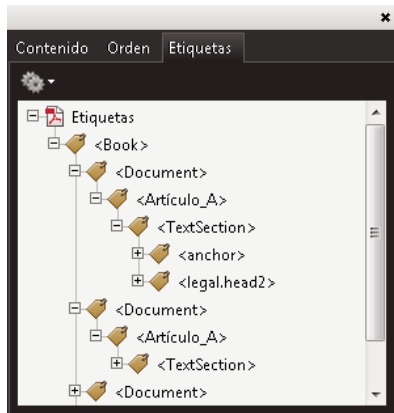 Contenido Orden Etiquetas
Etiquetas
<Book>
<Document>
<Artículo_A>
<TextSection>
<anchor>
<legal.head2>
<Document>
<Artículo_A>
<TextSection>
<Document>